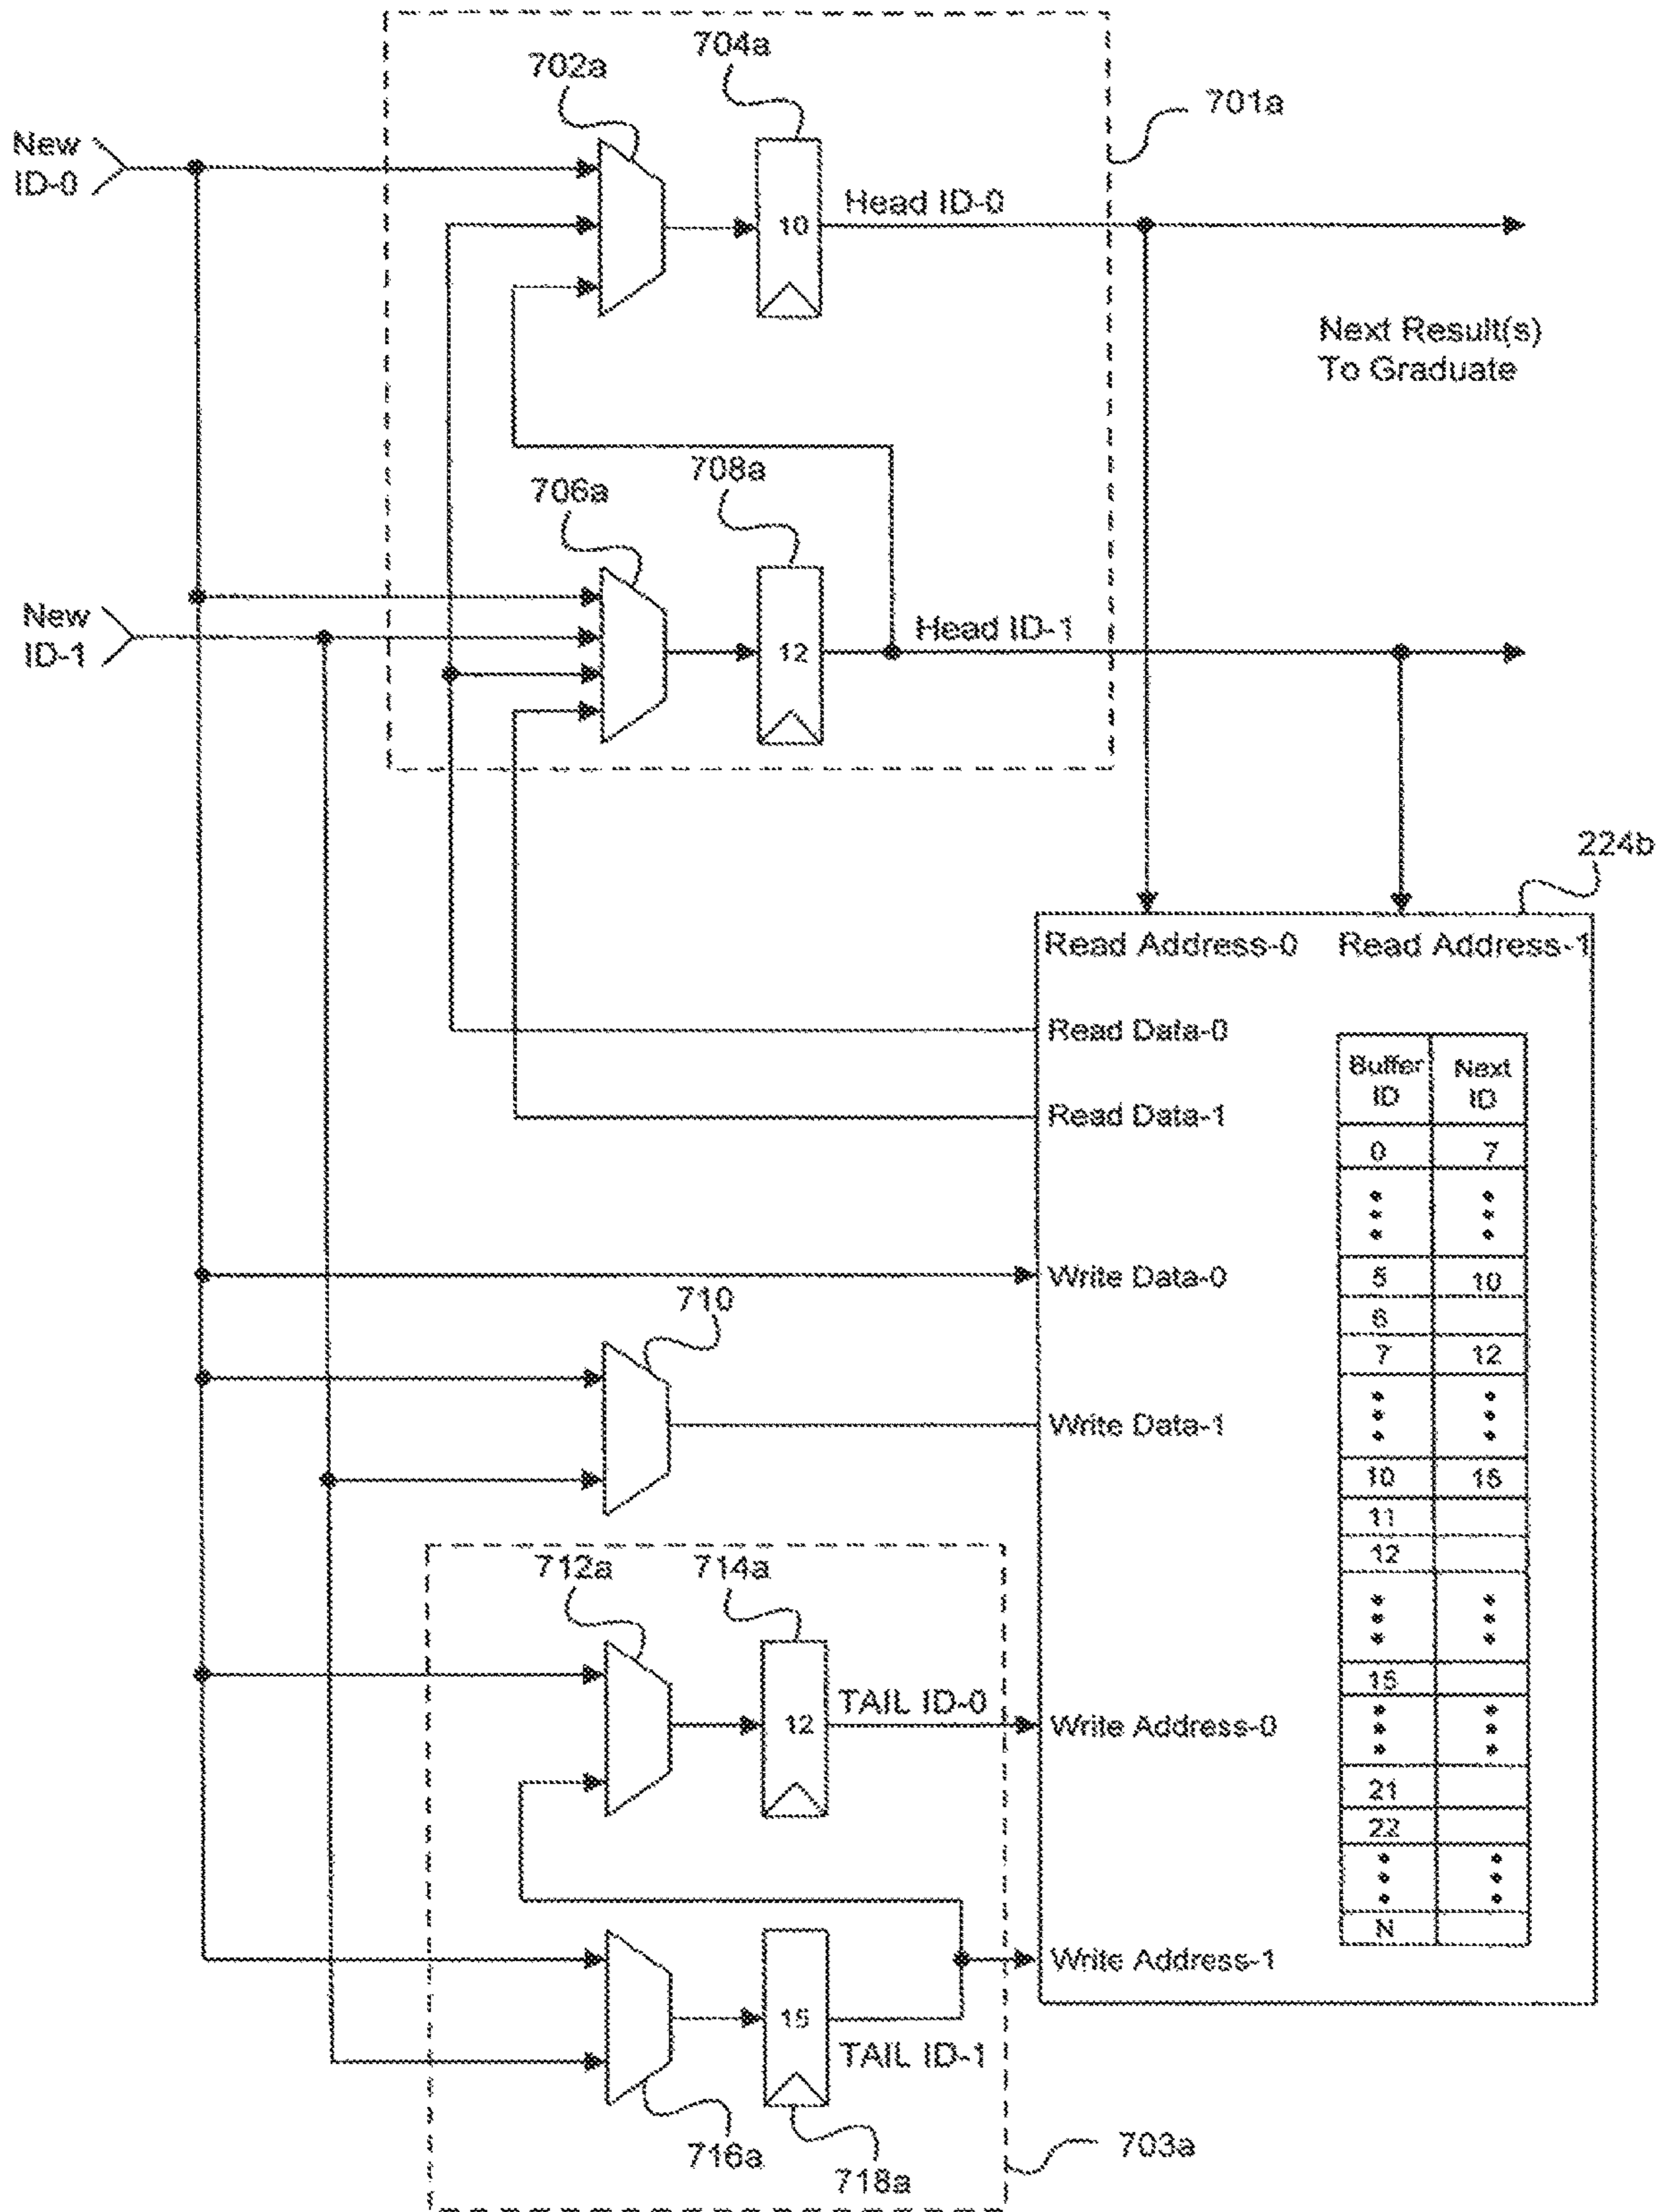 704a
702a
701a
New
ID-0
Head ID-0
10
Next Result(s)
To Graduate
708a
706a
New
ID-1
Head ID-1
12
224b
Read Address-0 Read Address-1
Read Data-0
Buffer ID Next ID
Read Data-1
0 7
Write Data-0
5 10
710
6
7 12
Write Data-1
10 15
11
12
712a 714a
15
TAIL ID-0
12
Write Address-0
21
22
N
Write Address-1
15
TAIL ID-1
703a
716a
718a